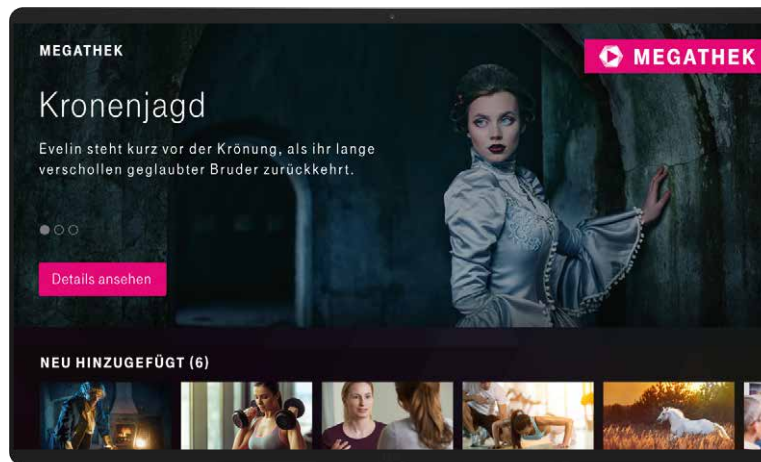 MEGATHEK
MEGATHEK
Kronenjagd
Evelin steht kurz vor der Krönung, als ihr lange
verschollen geglaubter Bruder zurückkehrt.
Details ansehen
NEU HINZUGEFÜGT (6)